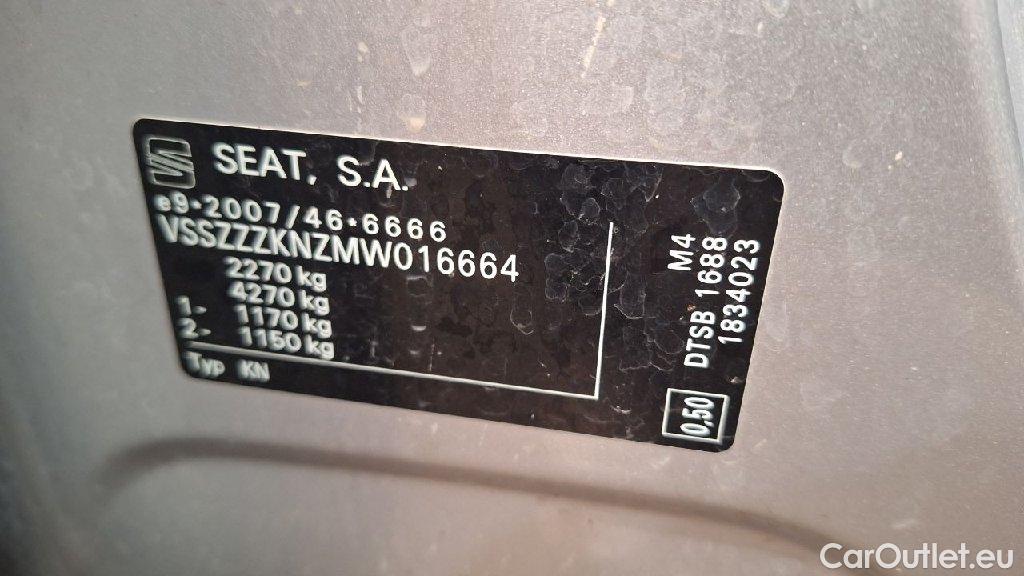 SEAT, S.A.
e9*2007/46*6666
VSSZZZKNZMW016664
2270 kg
4270 kg
1- 1170 kg
2- 1150 kg
Typ KN
M4
DTSB 1688
1834023
0,50
CarOutlet.eu